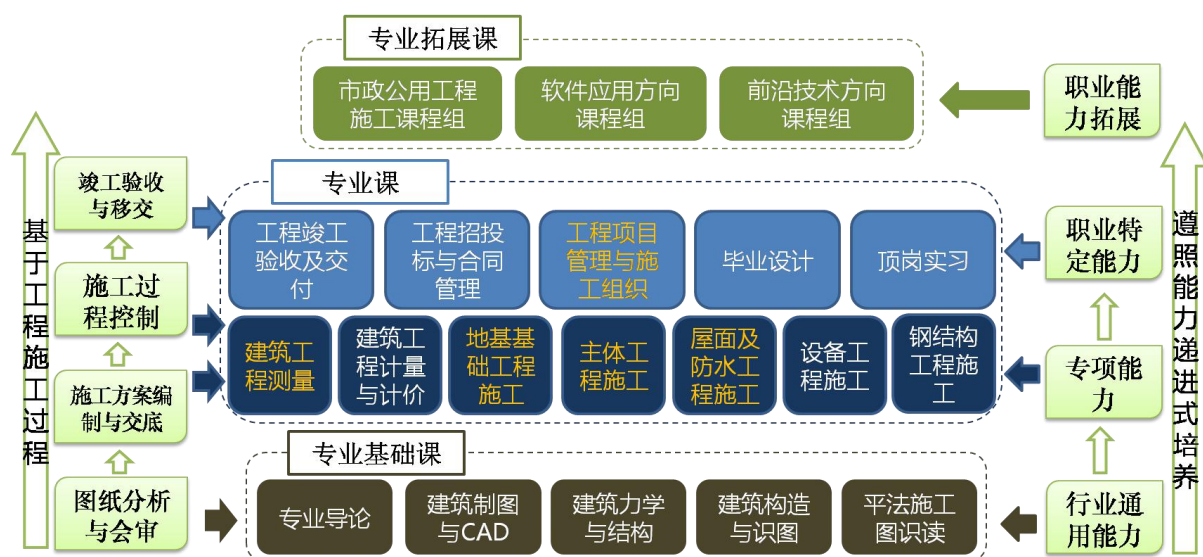 专业拓展课
市政公用工程
施工课程组
软件应用方向
课程组
前沿技术方向
课程组
职业能
力拓展
基于工程施工过程
竣工验收
与移交
施工过
程控制
施工方案编
制与交底
图纸分析
与会审
专业课
工程竣工
验收及交
付
工程招投
标与合同
管理
工程项目
管理与施
工组织
毕业设计
顶岗实习
建筑工
程测量
建筑工
程计量
与计价
地基基
础工程
施工
主体工
程施工
屋面及
防水工
程施工
设备工
程施工
钢结构
工程施
工
专业基础课
专业导论
建筑制图
与CAD
建筑力学
与结构
建筑构造
与识图
平法施工
图识读
职业特
定能力
专项能
力
行业通
用能力
遵照能力递进式培养